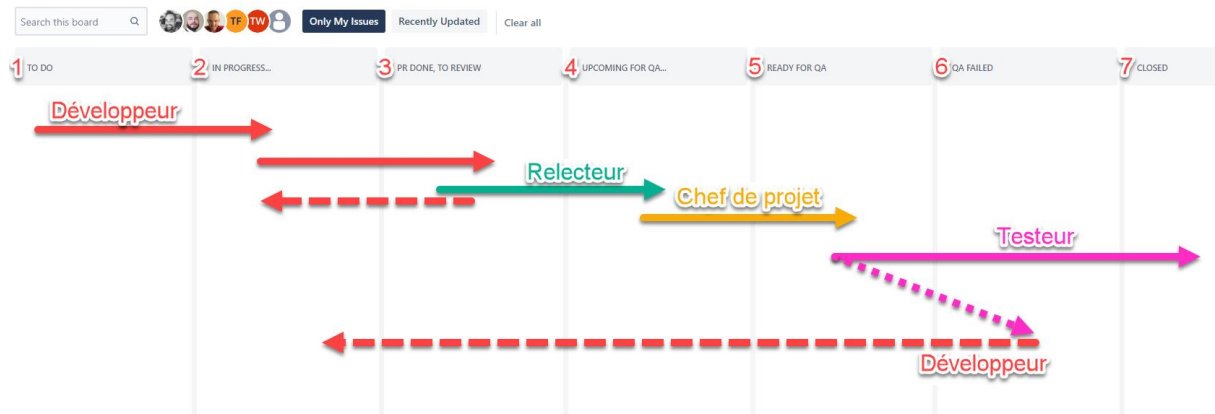 Search this board TF TW Only My Issues Recently Updated Clear all
1 TO DO 2 IN PROGRESS... 3 PR DONE, TO REVIEW 4 UPCOMING FOR QA... 5 READY FOR QA 6 QA FAILED 7 CLOSED
Développeur
Relecteur
Chef de projet
Testeur
Développeur